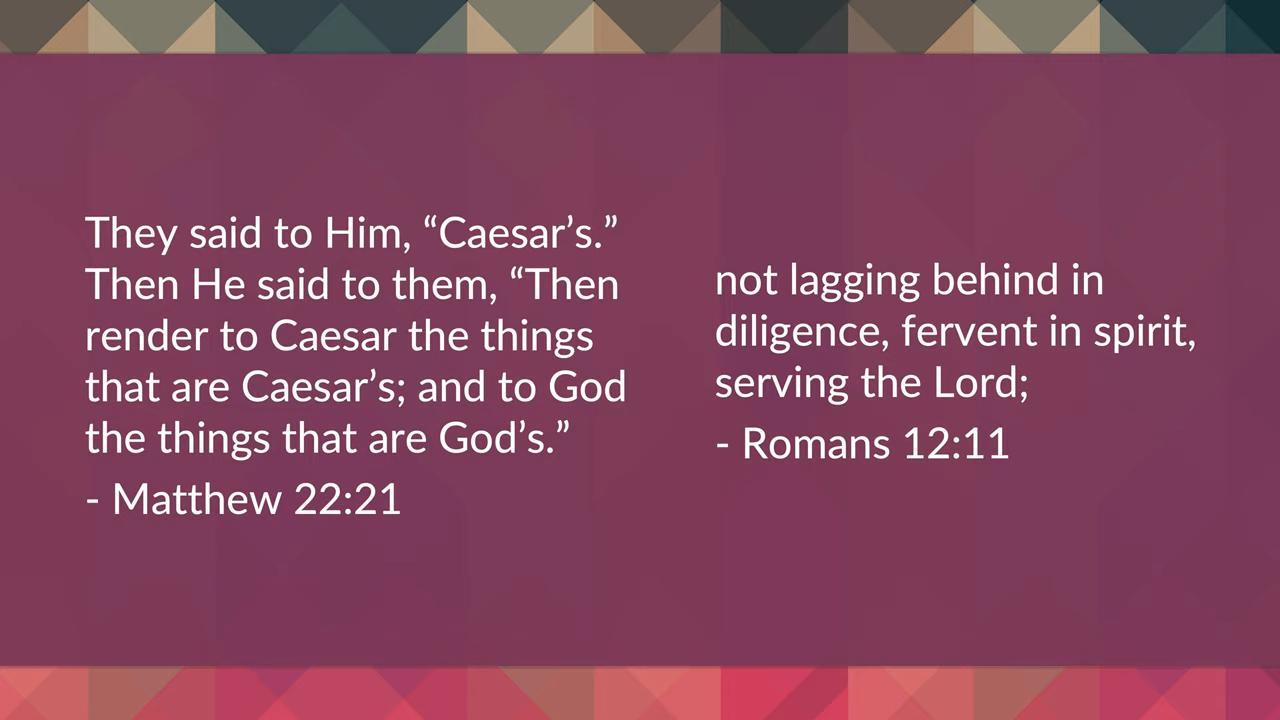 They said to Him, “Caesar’s.”
Then He said to them, “Then
render to Caesar the things
that are Caesar’s; and to God
the things that are God’s.”
- Matthew 22:21
not lagging behind in
diligence, fervent in spirit,
serving the Lord;
- Romans 12:11